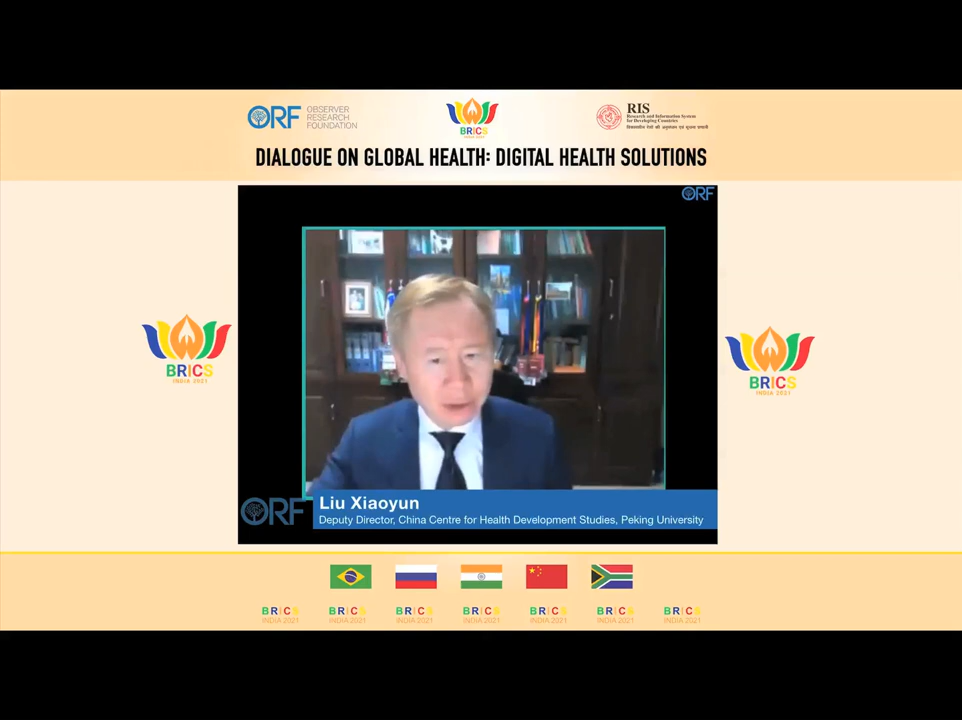 ORF OBSERVER
RESEARCH
FOUNDATION
BRICS
RIS
Research and Information System
for Developing Countries
DIALOGUE ON GLOBAL HEALTH: DIGITAL HEALTH SOLUTIONS
ORF
BRICS
INDIA 2021
BRICS
INDIA 2021
ORF
Liu Xiaoyun
Deputy Director, China Centre for Health Development Studies, Peking University
BRICS BRICS BRICS BRICS BRICS BRICS BRICS
INDIA 2021 INDIA 2021 INDIA 2021 INDIA 2021 INDIA 2021 INDIA 2021 INDIA 2021